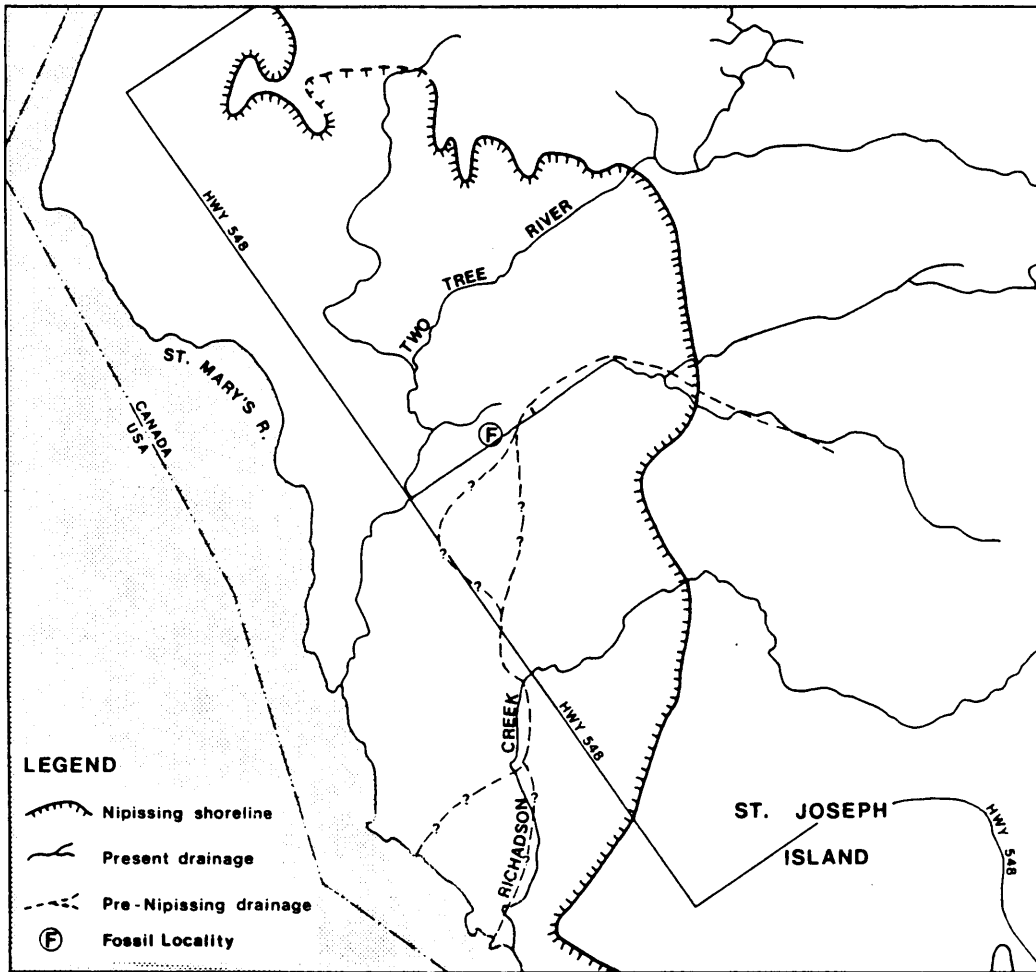 HWY 548
TWO TREE RIVER
ST. MARY'S R.
CANADA
USA
F
?
?
?
?
?
HWY 548
RICHADSON CREEK
?
?
ST. JOSEPH
ISLAND
HWY 548
LEGEND
Nipissing shoreline
Present drainage
Pre-Nipissing drainage
F Fossil Locality